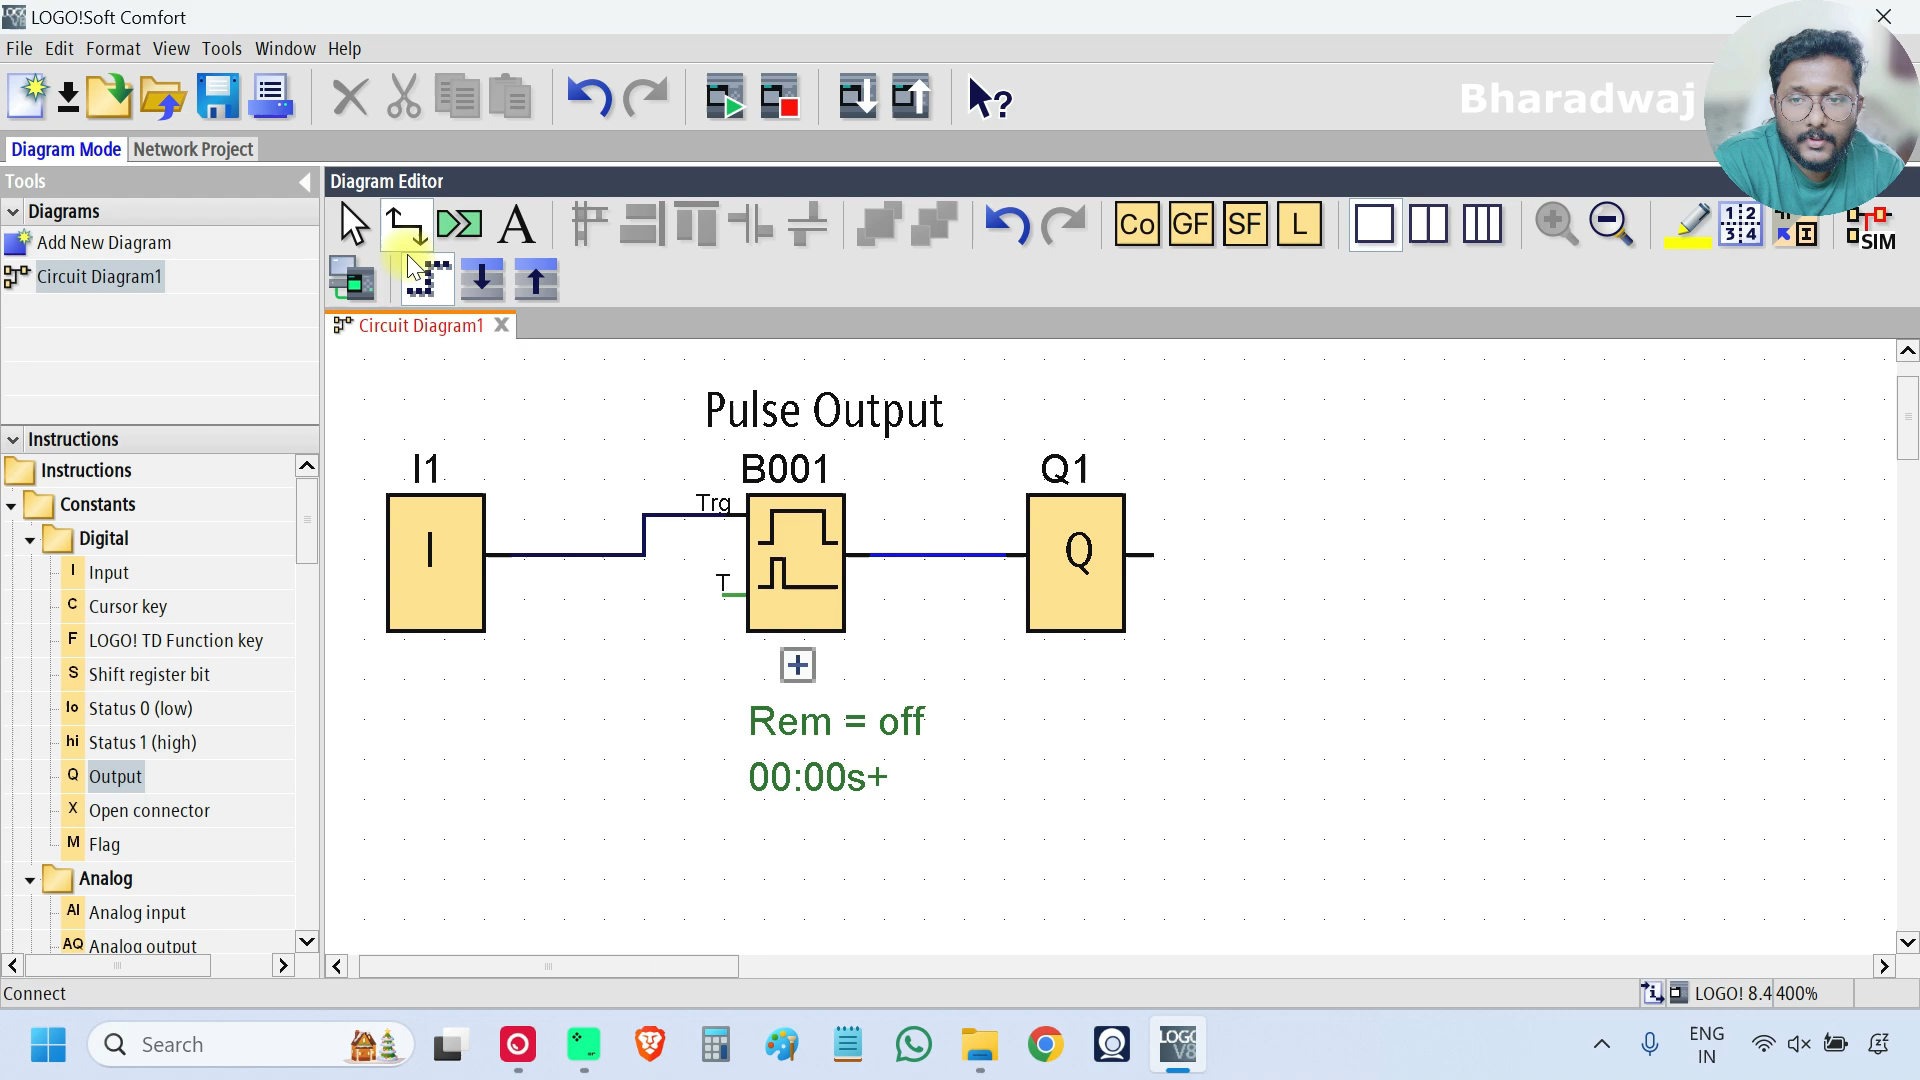 LOGO!Soft Comfort
File Edit Format View Tools Window Help
Bharadwaj
Diagram Mode Network Project
Tools
Diagram Editor
Diagrams
Add New Diagram
Circuit Diagram1
A
Co GF SF L
1 2
3 4
SIM
Circuit Diagram1
Instructions
Instructions
Constants
Digital
I Input
C Cursor key
F LOGO! TD Function key
S Shift register bit
lo Status 0 (low)
hi Status 1 (high)
Q Output
X Open connector
M Flag
Analog
AI Analog input
AQ Analog output
Pulse Output
I1
B001
Q1
Trg
I
Q
T
Rem = off
00:00s+
Connect
LOGO! 8.4 400%
Search
LOGO
V8
ENG
IN